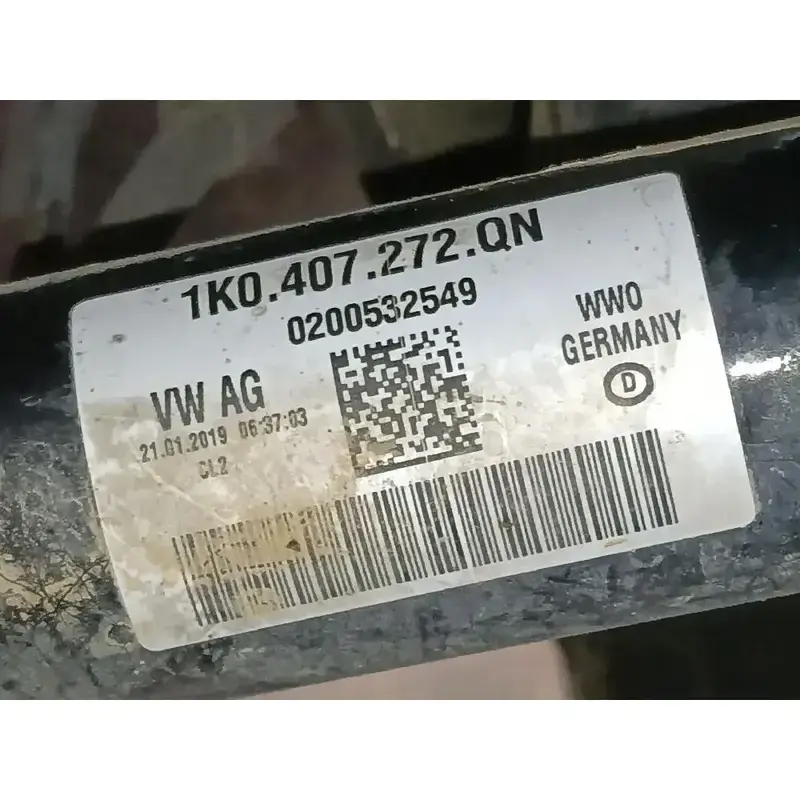 1K0.407.272.QN
0200532549
VW AG
21.01.2019 06:37:03
CL2
WWO
GERMANY
D